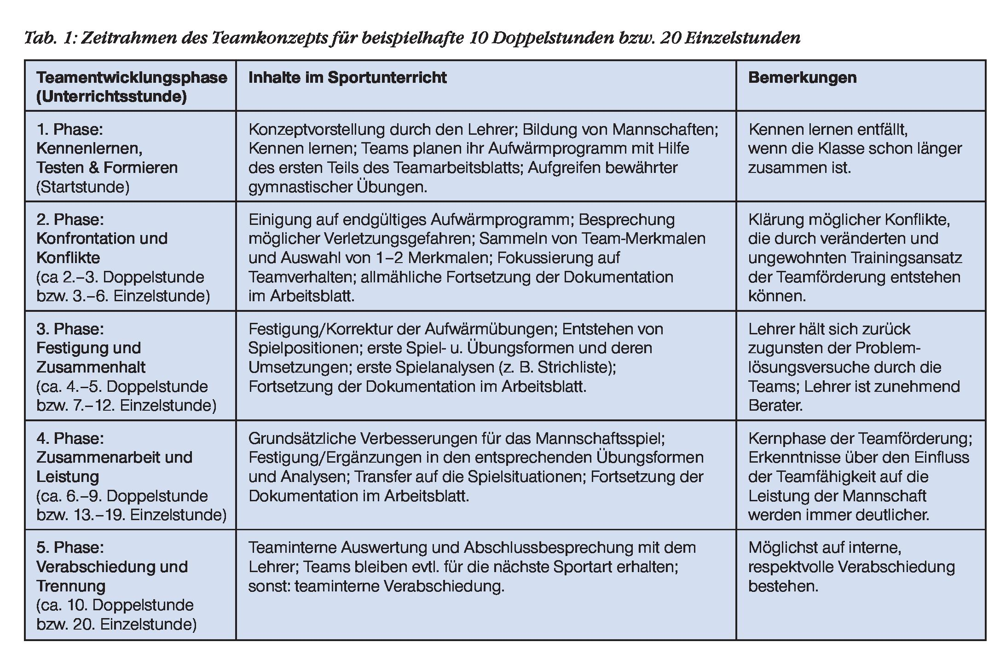 Tab. 1: Zeitrahmen des Teamkonzepts für beispielhafte 10 Doppelstunden bzw. 20 Einzelstunden
Teamentwicklungsphase
(Unterrichtsstunde)
Inhalte im Sportunterricht
Bemerkungen
1. Phase:
Kennenlernen,
Testen & Formieren
(Startstunde)
Konzeptvorstellung durch den Lehrer; Bildung von Mannschaften;
Kennen lernen; Teams planen ihr Aufwärmprogramm mit Hilfe
des ersten Teils des Teamarbeitsblatts; Aufgreifen bewährter
gymnastischer Übungen.
Kennen lernen entfällt,
wenn die Klasse schon länger
zusammen ist.
2. Phase:
Konfrontation und
Konflikte
(ca 2.–3. Doppelstunde
bzw. 3.–6. Einzelstunde)
Einigung auf endgültiges Aufwärmprogramm; Besprechung
möglicher Verletzungsgefahren; Sammeln von Team-Merkmalen
und Auswahl von 1–2 Merkmalen; Fokussierung auf
Teamverhalten; allmähliche Fortsetzung der Dokumentation
im Arbeitsblatt.
Klärung möglicher Konflikte,
die durch veränderten und
ungewohnten Trainingsansatz
der Teamförderung entstehen
können.
3. Phase:
Festigung und
Zusammenhalt
(ca. 4.–5. Doppelstunde
bzw. 7.–12. Einzelstunde)
Festigung/Korrektur der Aufwärmübungen; Entstehen von
Spielpositionen; erste Spiel- u. Übungsformen und deren
Umsetzungen; erste Spielanalysen (z. B. Strichliste);
Fortsetzung der Dokumentation im Arbeitsblatt.
Lehrer hält sich zurück
zugunsten der Problem-
lösungsversuche durch die
Teams; Lehrer ist zunehmend
Berater.
4. Phase:
Zusammenarbeit und
Leistung
(ca. 6.–9. Doppelstunde
bzw. 13.–19. Einzelstunde)
Grundsätzliche Verbesserungen für das Mannschaftsspiel;
Festigung/Ergänzungen in den entsprechenden Übungsformen
und Analysen; Transfer auf die Spielsituationen; Fortsetzung der
Dokumentation im Arbeitsblatt.
Kernphase der Teamförderung;
Erkenntnisse über den Einfluss
der Teamfähigkeit auf die
Leistung der Mannschaft
werden immer deutlicher.
5. Phase:
Verabschiedung und
Trennung
(ca. 10. Doppelstunde
bzw. 20. Einzelstunde)
Teaminterne Auswertung und Abschlussbesprechung mit dem
Lehrer; Teams bleiben evtl. für die nächste Sportart erhalten;
sonst: teaminterne Verabschiedung.
Möglichst auf interne,
respektvolle Verabschiedung
bestehen.